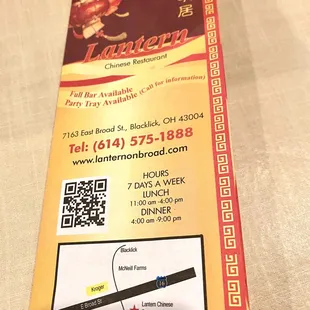 居
Lantern
Chinese Restaurant
Full Bar Available
Party Tray Available (Call for information)
7163 East Broad St., Blacklick, OH 43004
Tel: (614) 575-1888
www.lanternonbroad.com
HOURS
7 DAYS A WEEK
LUNCH
11:00 am -4:00 pm
DINNER
4:00 am -9:00 pm
Blacklick
McNeill Farms
Kroger
16
E Broad St
Lantern Chinese